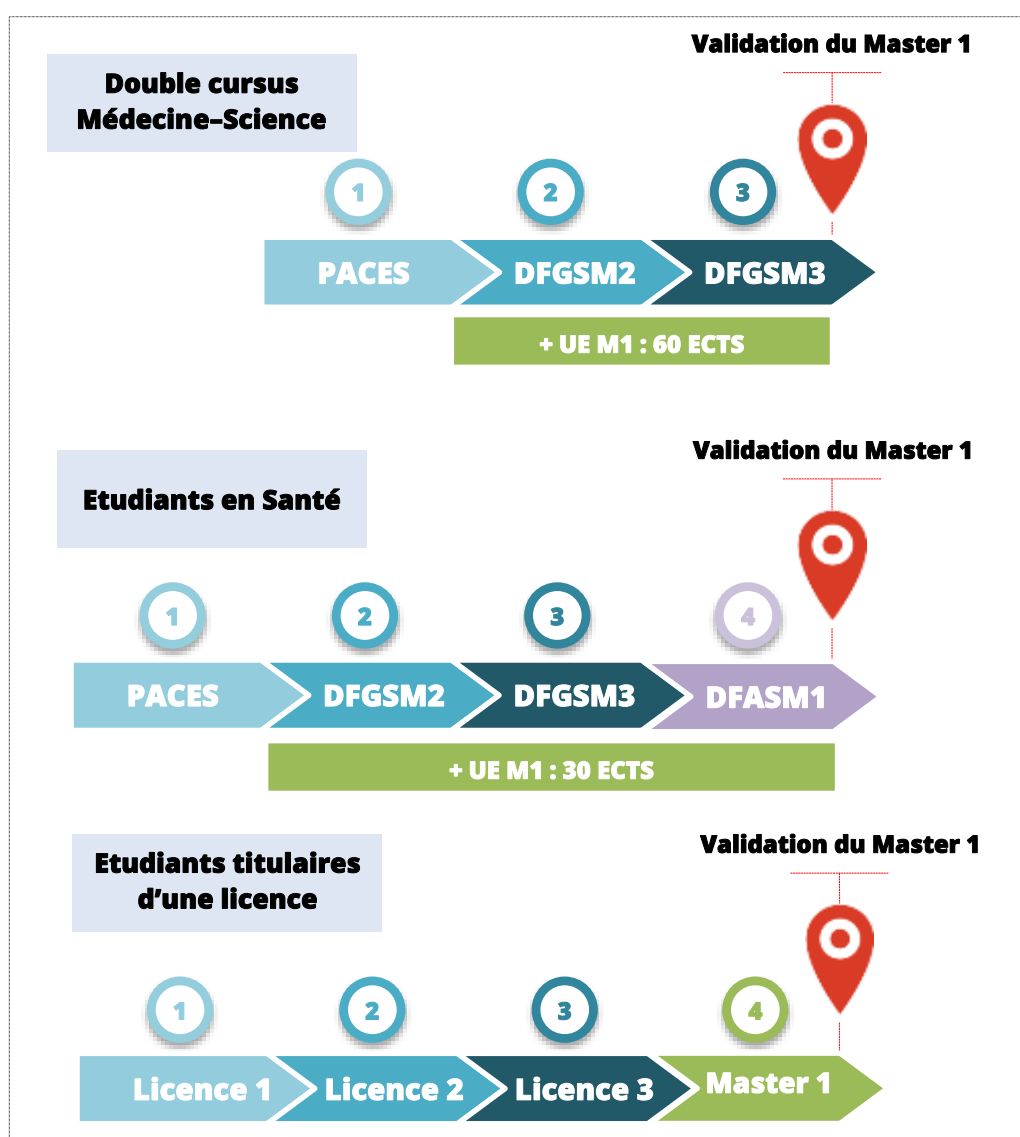 Validation du Master 1
Double cursus
Médecine–Science
1
2
3
PACES
DFGSM2
DFGSM3
+ UE M1 : 60 ECTS
Validation du Master 1
Etudiants en Santé
1
2
3
4
PACES
DFGSM2
DFGSM3
DFASM1
+ UE M1 : 30 ECTS
Validation du Master 1
Etudiants titulaires
d’une licence
1
2
3
4
Licence 1
Licence 2
Licence 3
Master 1